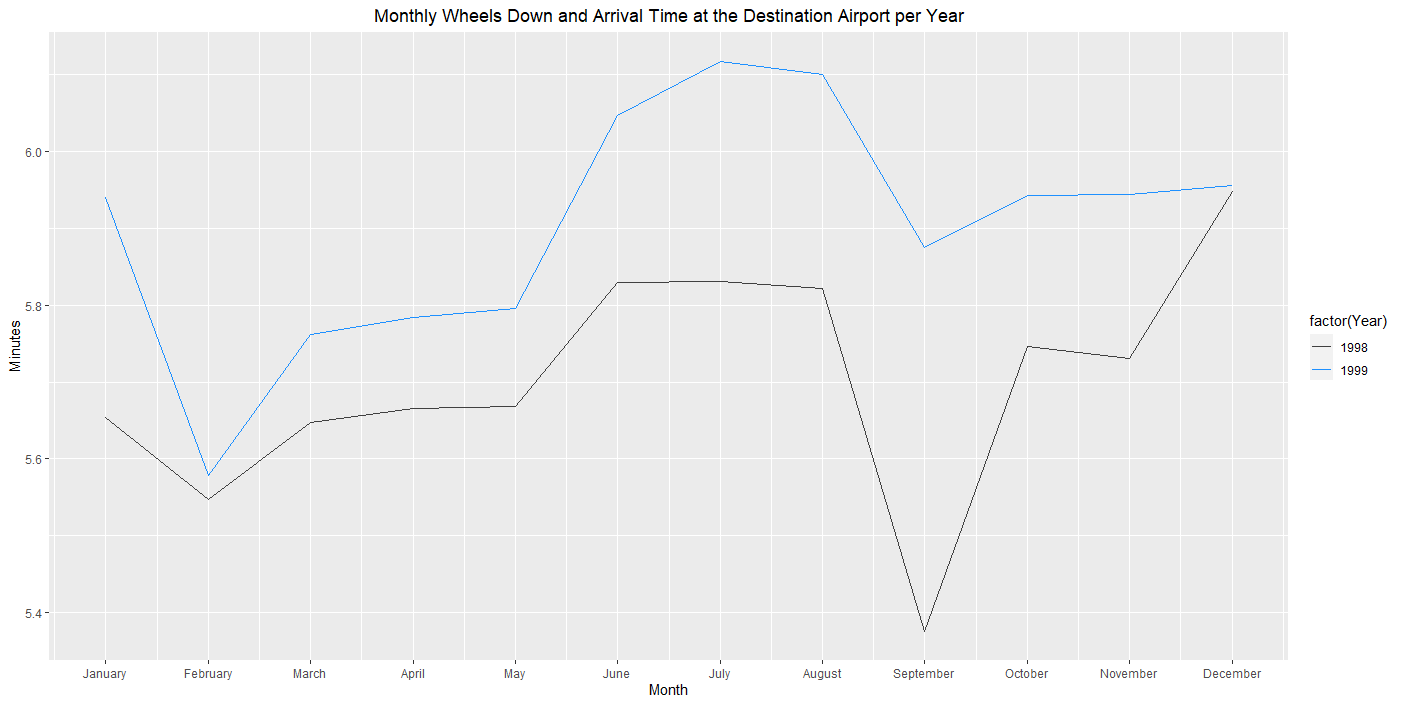 Monthly Wheels Down and Arrival Time at the Destination Airport per Year
Minutes
6.0
5.8
5.6
5.4
January February March April May June July August September October November December
Month
factor(Year)
1998
1999